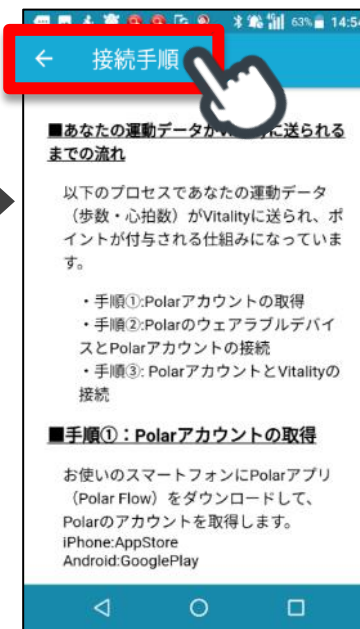 63% 14:54
← 接続手順
■あなたの運動データが に送られる
までの流れ
以下のプロセスであなたの運動データ
（歩数・心拍数）がVitalityに送られ、ポ
イントが付与される仕組みになっていま
す。
・手順①:Polarアカウントの取得
・手順②:Polarのウェアラブルデバイ
スとPolarアカウントの接続
・手順③: PolarアカウントとVitalityの
接続
■手順①：Polarアカウントの取得
お使いのスマートフォンにPolarアプリ
（Polar Flow）をダウンロードして、
Polarのアカウントを取得します。
iPhone:AppStore
Android:GooglePlay